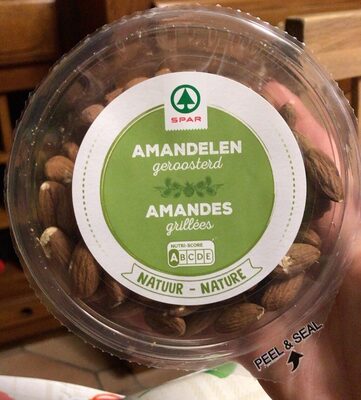 SPAR
AMANDELEN
geroosterd
AMANDES
grillées
NUTRI-SCORE
ABCDE
NATUUR - NATURE
PEEL & SEAL